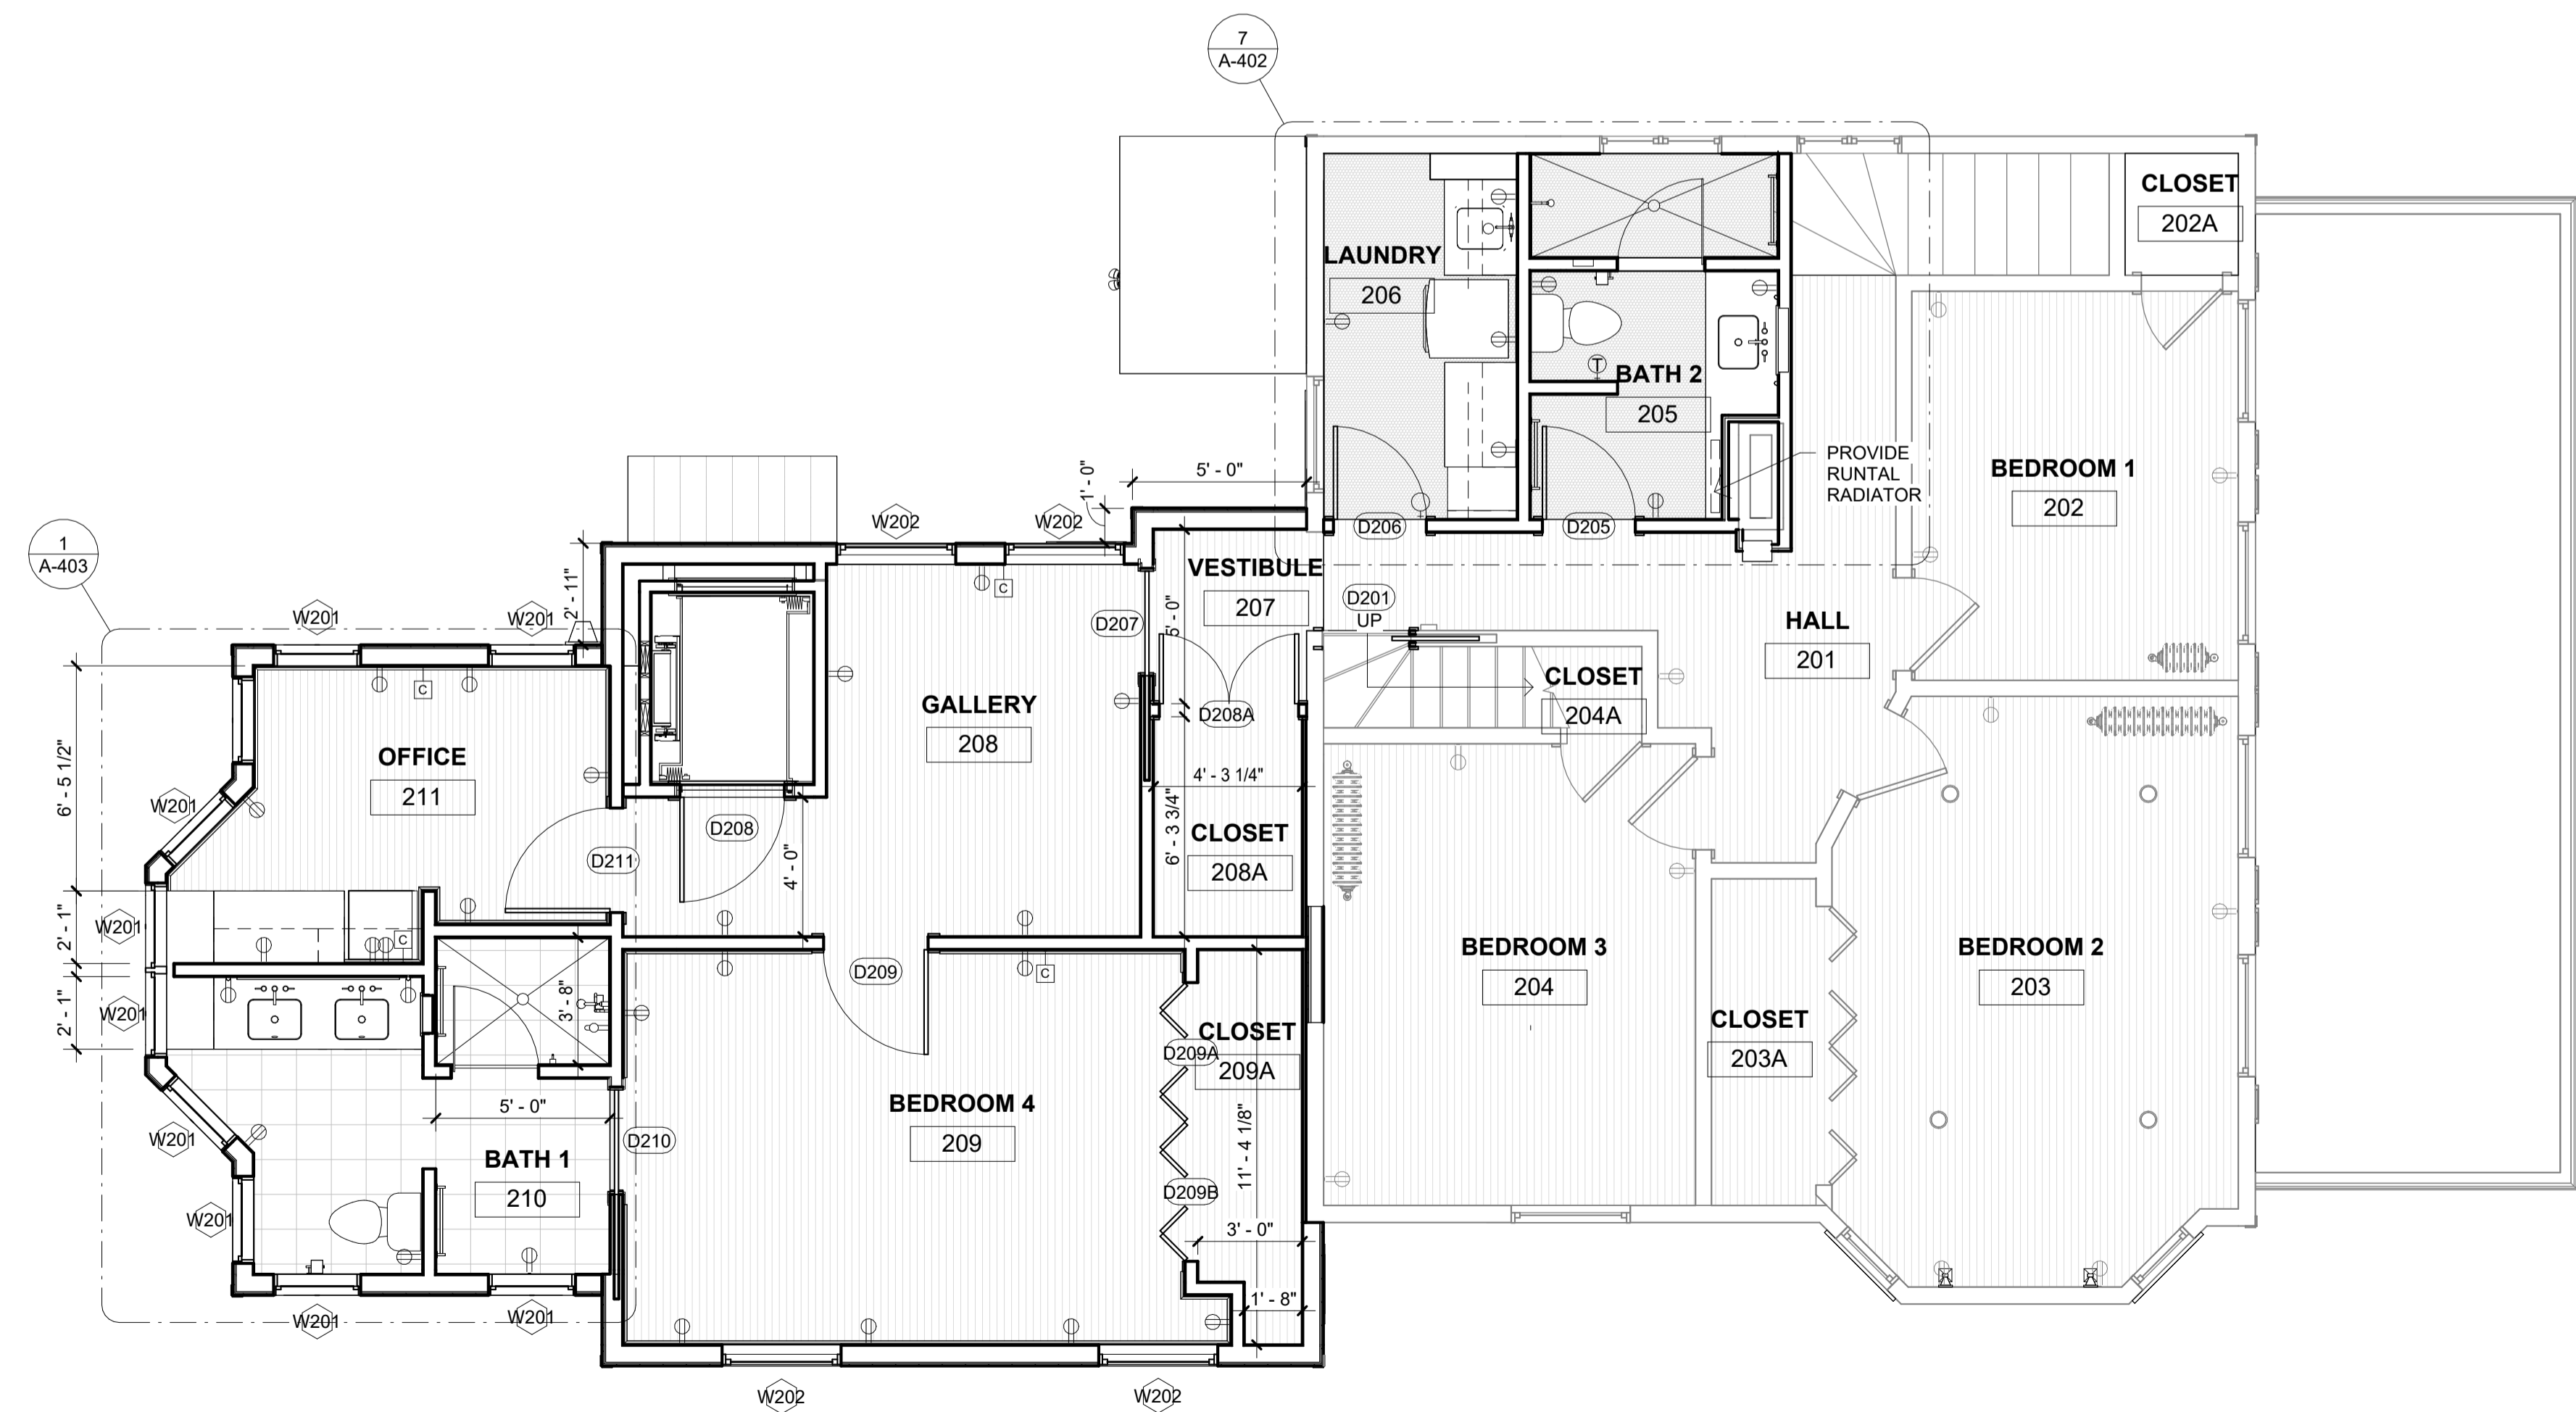 7
A-402
CLOSET
202A
LAUNDRY
206
BATH 2
205
T
PROVIDE
RUNTAL
RADIATOR
BEDROOM 1
202
5' - 0"
1' - 0"
1
A-403
W202
W202
D206
D205
2' - 11"
VESTIBULE
207
D201
UP
HALL
201
W201
W201
C
D207
5' - 0"
C
GALLERY
208
CLOSET
204A
D208A
OFFICE
211
6' - 5 1/2"
W201
4' - 3 1/4"
D208
D211
4' - 0"
6' - 3 3/4"
CLOSET
208A
2' - 1"
W201
C
BEDROOM 3
204
BEDROOM 2
203
D209
C
2' - 1"
W201
3' - 8"
CLOSET
209A
D209A
CLOSET
203A
5' - 0"
BEDROOM 4
209
W201
D210
11' - 4 1/8"
BATH 1
210
D209B
W201
3' - 0"
1' - 8"
W201
W201
W202
W202